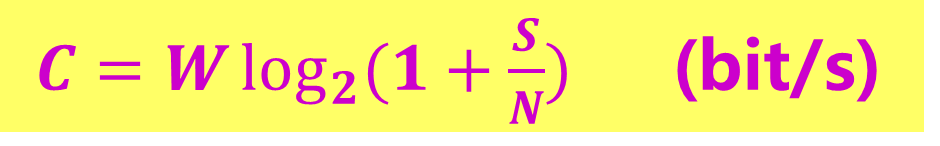 C = W log₂(1 + S/N) (bit/s)